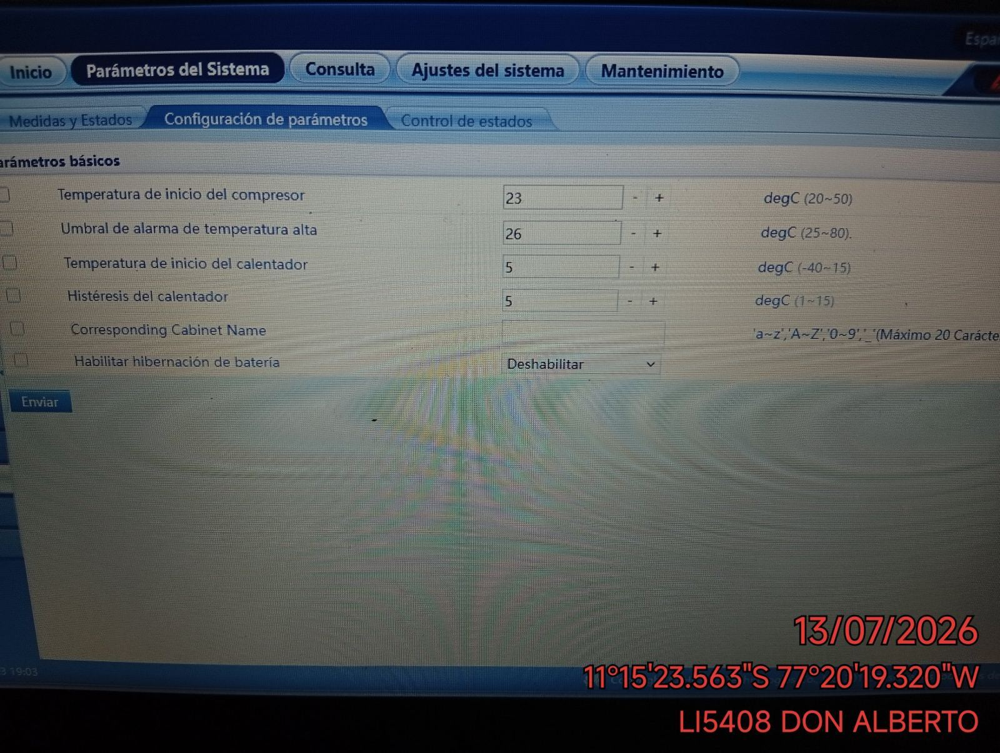 Espa
Inicio Parámetros del Sistema Consulta Ajustes del sistema Mantenimiento
Medidas y Estados Configuración de parámetros Control de estados
arámetros básicos
Temperatura de inicio del compresor 23 - + degC (20~50)
Umbral de alarma de temperatura alta 26 - + degC (25~80).
Temperatura de inicio del calentador 5 - + degC (-40~15)
Histéresis del calentador 5 - + degC (1~15)
Corresponding Cabinet Name 'a~z','A~Z','0~9','_'(Máximo 20 Carácte
Habilitar hibernación de batería Deshabilitar
Enviar
13/07/2026
3 19:03
11°15'23.563"S 77°20'19.320"W
LI5408 DON ALBERTO